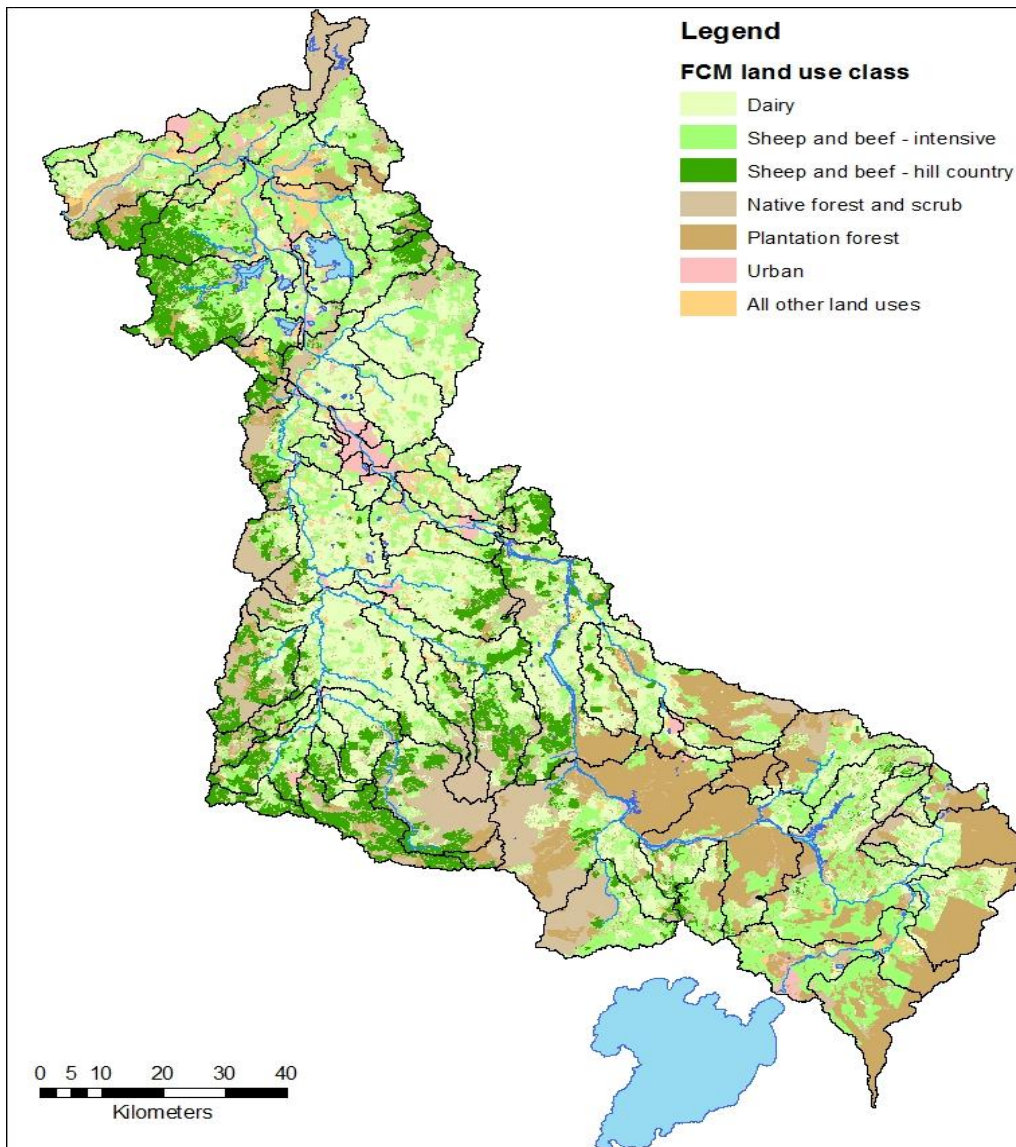 Legend
FCM land use class
Dairy
Sheep and beef - intensive
Sheep and beef - hill country
Native forest and scrub
Plantation forest
Urban
All other land uses
0 5 10 20 30 40
Kilometers